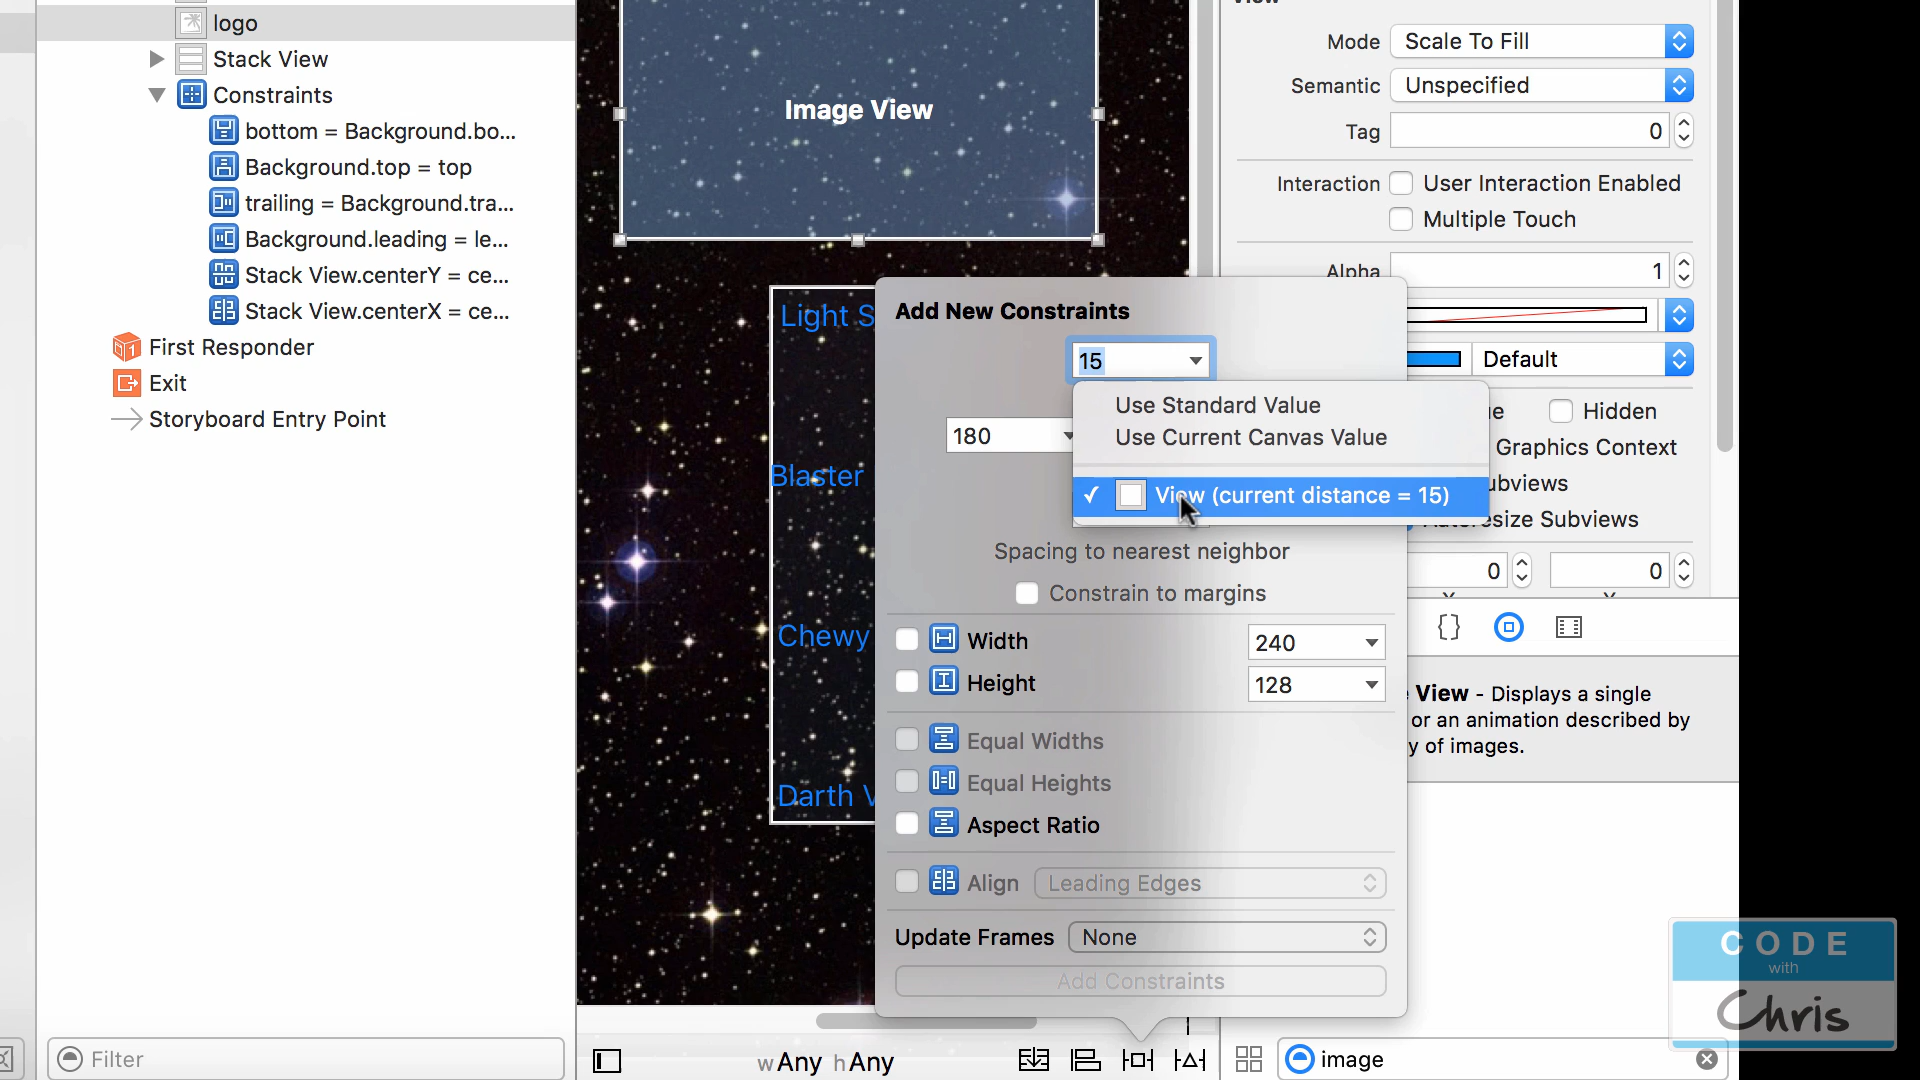 logo
Stack View
Constraints
bottom = Background.bo...
Background.top = top
trailing = Background.tra...
Background.leading = le...
Stack View.centerY = ce...
Stack View.centerX = ce...
First Responder
Exit
Storyboard Entry Point
Filter
Image View
Light S
Blaster
Chewy
Darth V
wAny hAny
Add New Constraints
15
180
Use Standard Value
Use Current Canvas Value
View (current distance = 15)
Spacing to nearest neighbor
Constrain to margins
Width 240
Height 128
Equal Widths
Equal Heights
Aspect Ratio
Align Leading Edges
Update Frames None
Add Constraints
View
Mode Scale To Fill
Semantic Unspecified
Tag 0
Interaction User Interaction Enabled
Multiple Touch
Alpha 1
Default
Hidden
Graphics Context
ubviews
Autoresize Subviews
0 0
View - Displays a single
or an animation described by
y of images.
image
CODE
with
Chris